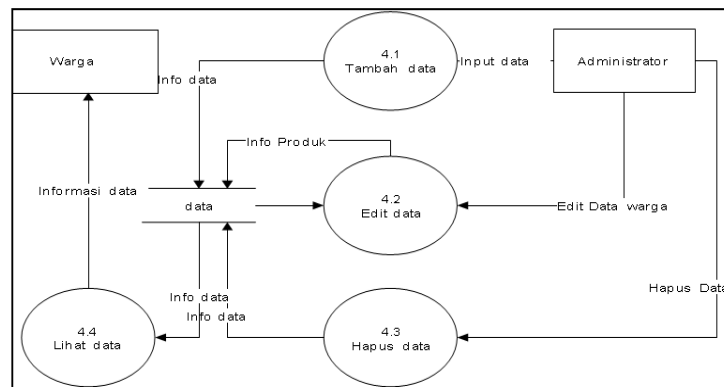 4.1
Tambah data
Warga
Administrator
Input data
Info data
Info Produk
Informasi data
data
4.2
Edit data
Edit Data warga
Hapus Data
Info data
Info data
4.4
Lihat data
4.3
Hapus data